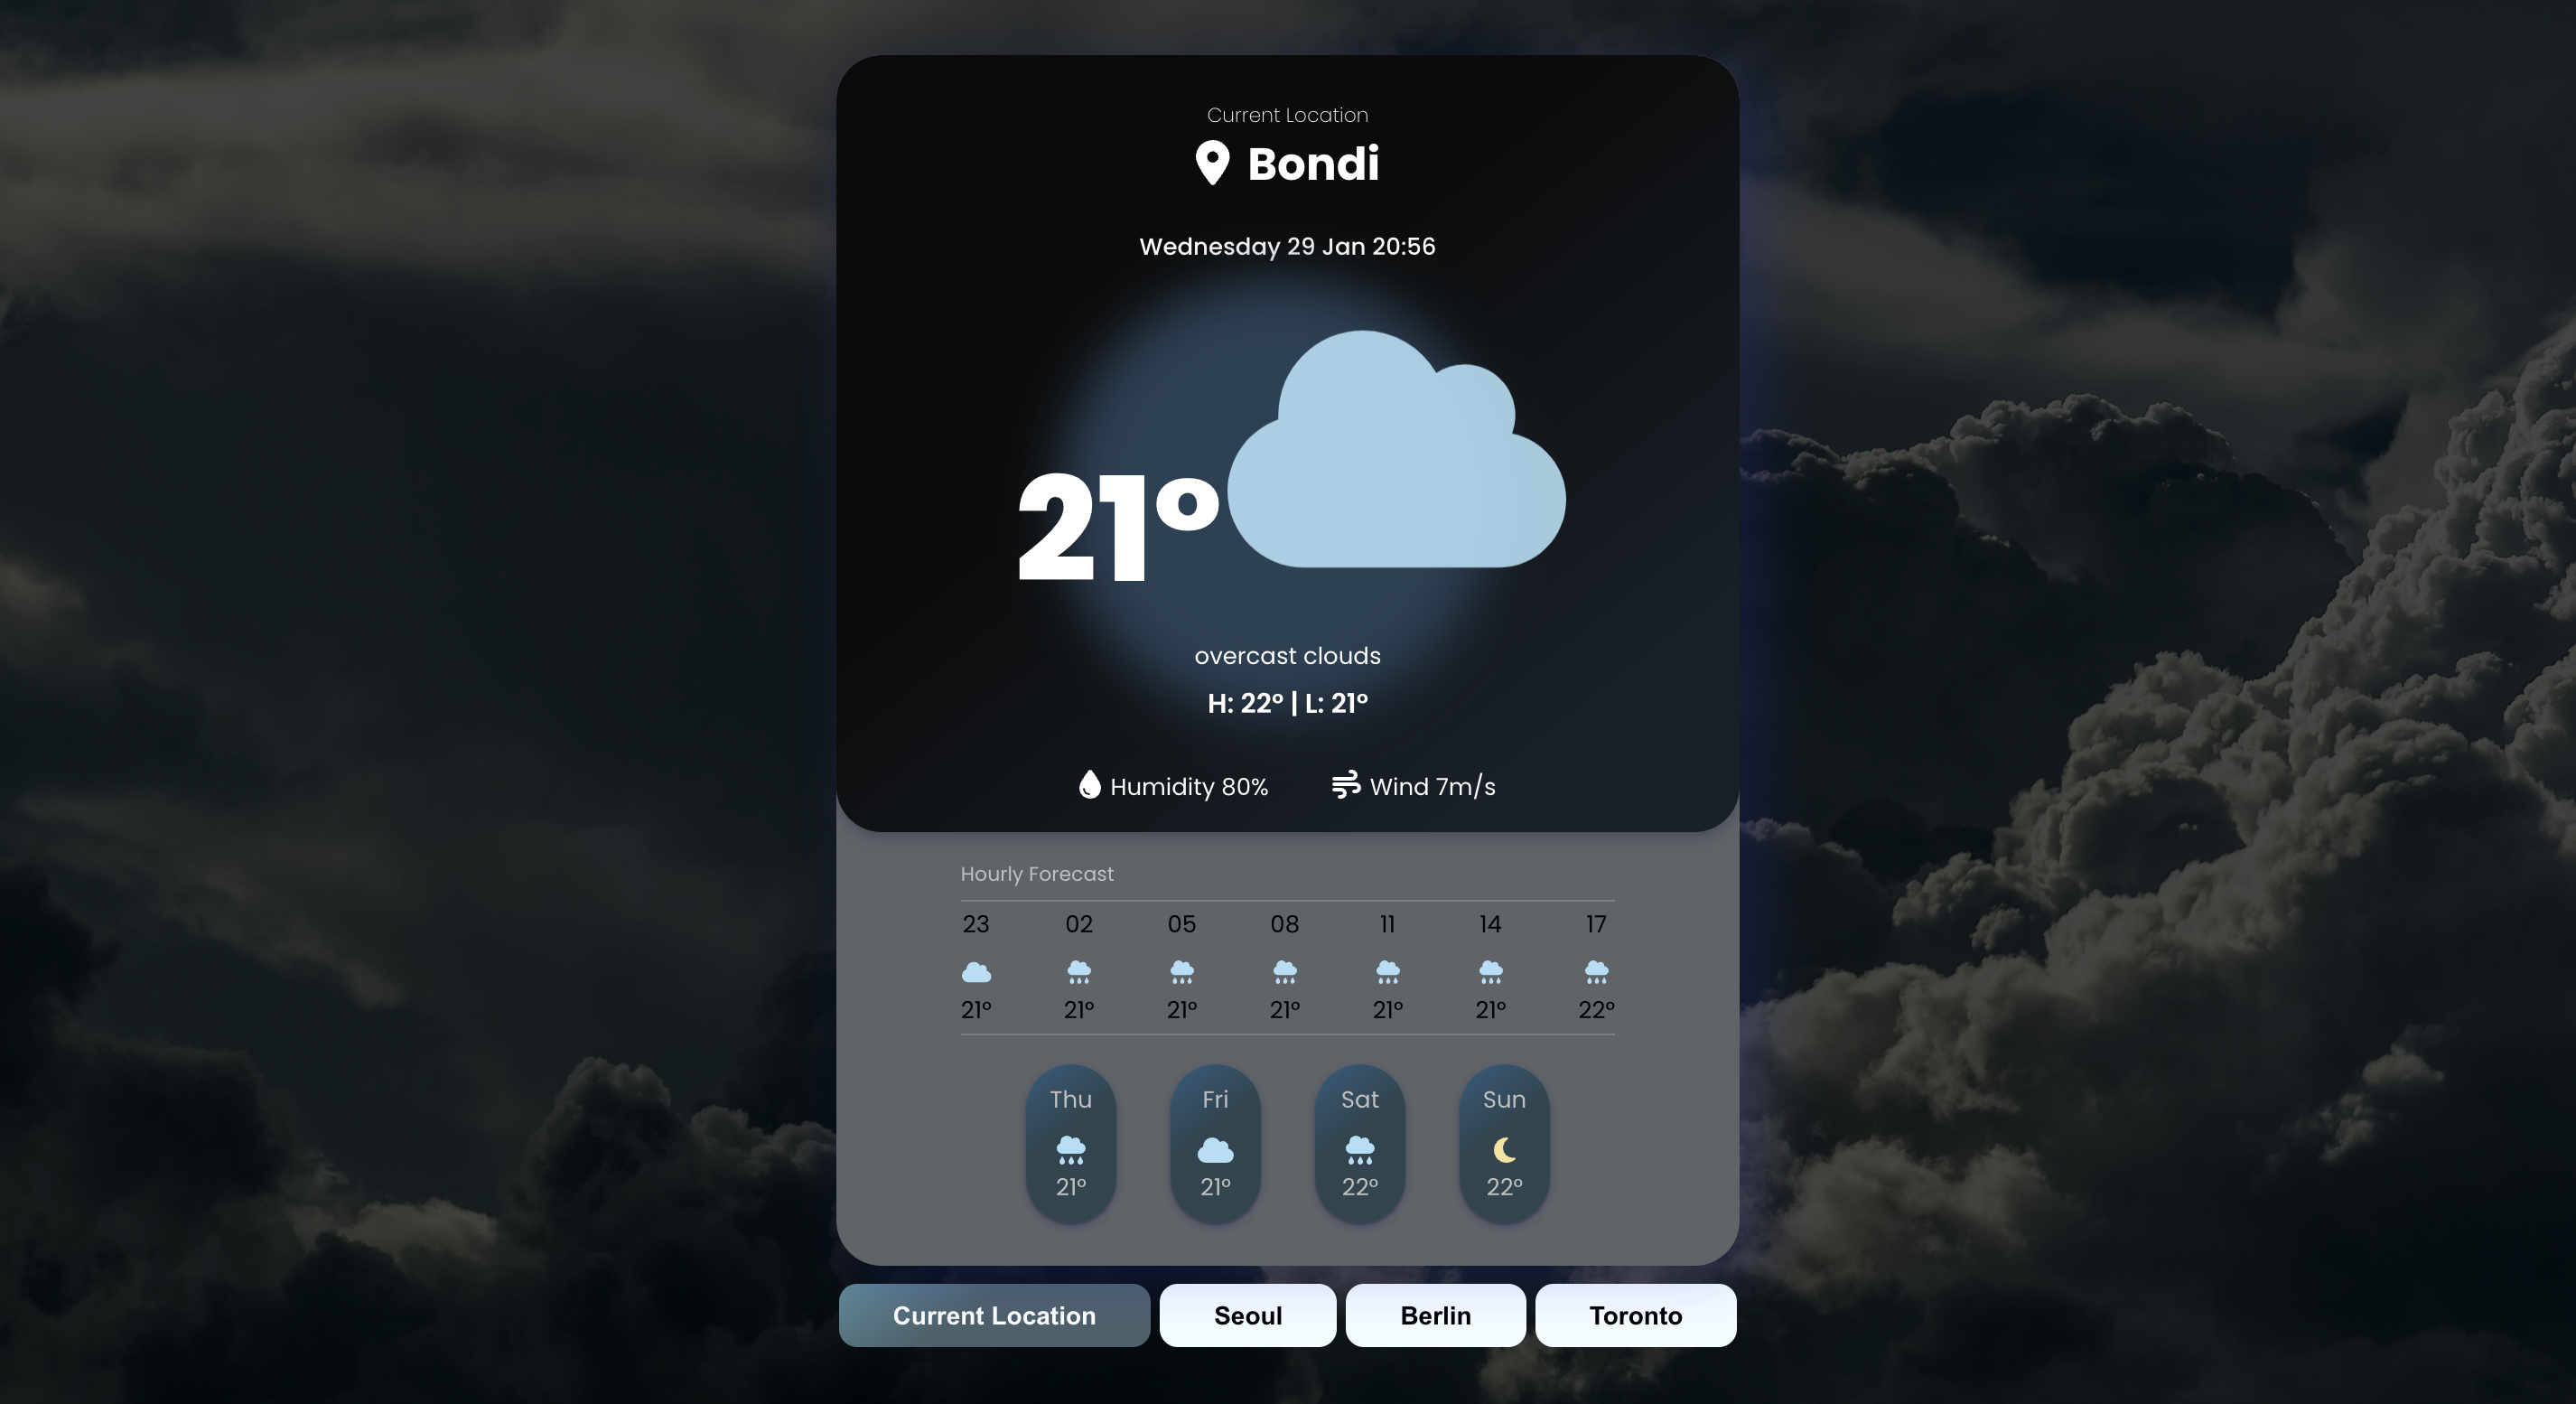 Current Location
Bondi
Wednesday 29 Jan 20:56
21°
overcast clouds
H: 22° | L: 21°
Humidity 80% Wind 7m/s
Hourly Forecast
23 02 05 08 11 14 17
21° 21° 21° 21° 21° 21° 22°
Thu Fri Sat Sun
21° 21° 22° 22°
Current Location Seoul Berlin Toronto